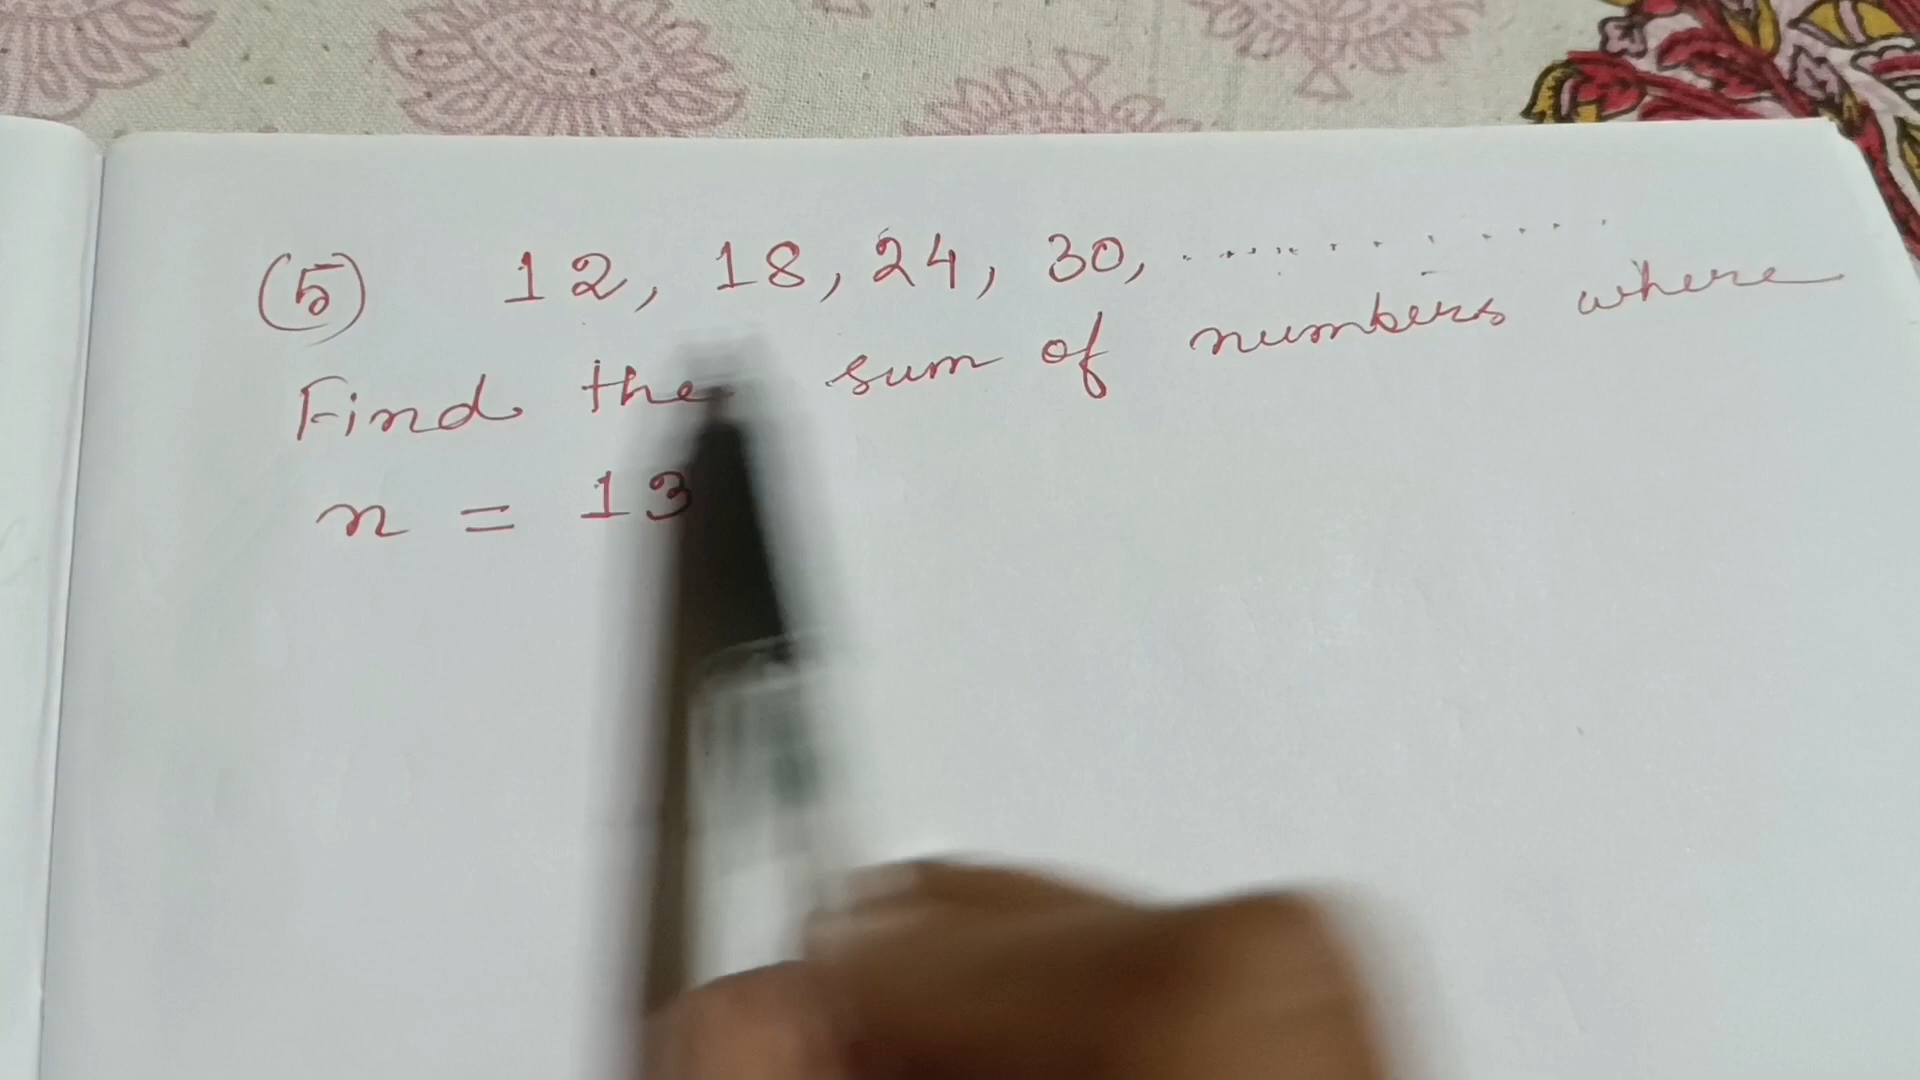 (5) 12, 18, 24, 30, ..............
Find the sum of numbers where
n = 13